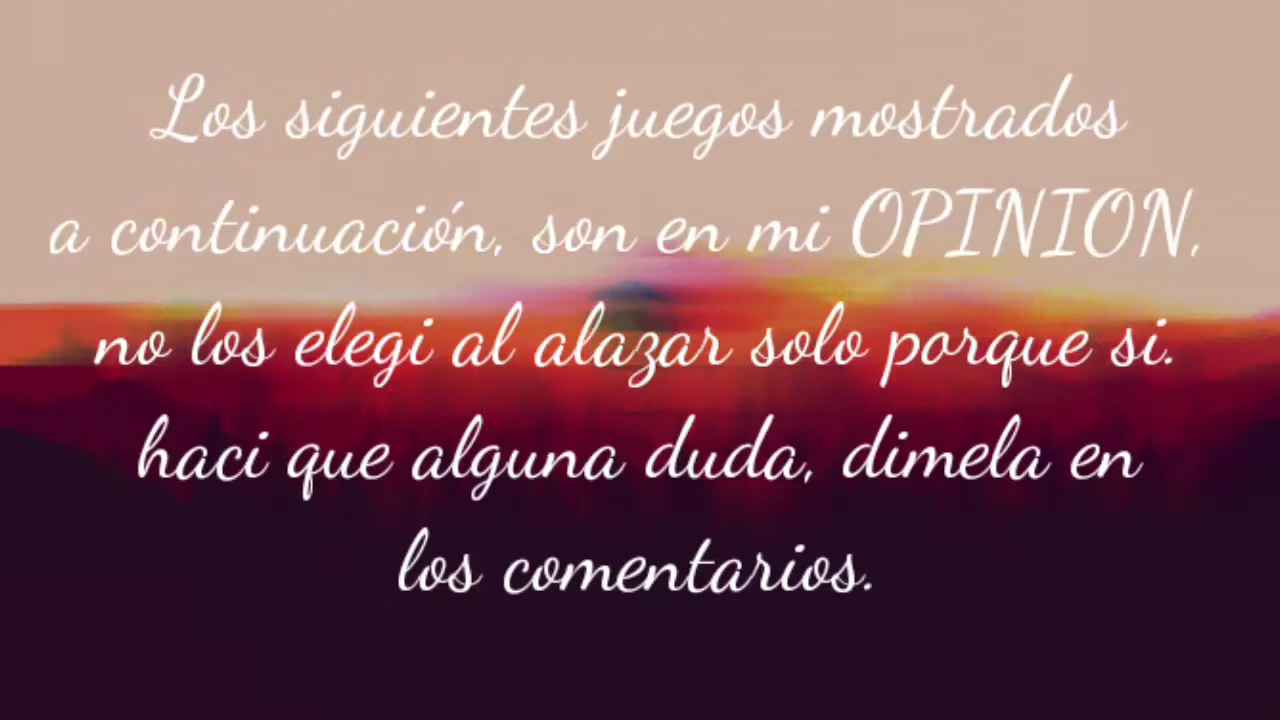 Los siguientes juegos mostrados
a continuación, son en mi OPINION,
no los elegi al alazar solo porque si.
haci que alguna duda, dimela en
los comentarios.